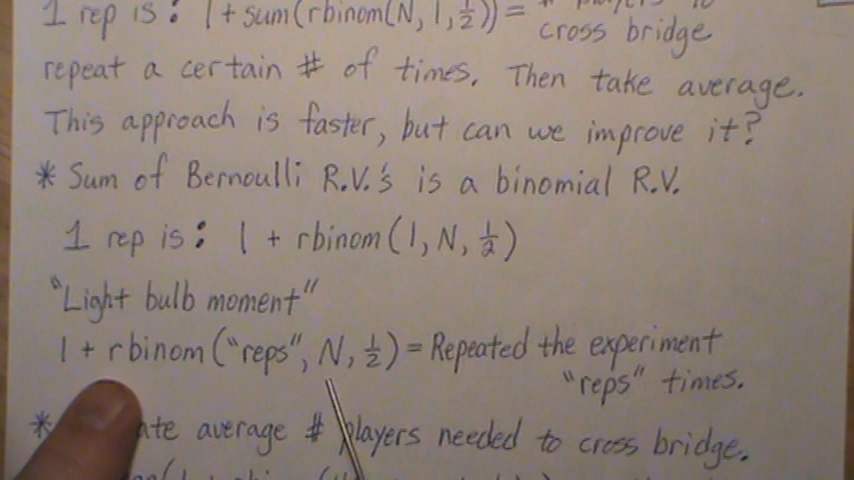 1 rep is: 1 + sum(rbinom(N, 1, 1/2)) = # players to
cross bridge
repeat a certain # of times. Then take average.
This approach is faster, but can we improve it?
* Sum of Bernoulli R.V.'s is a binomial R.V.
1 rep is: 1 + rbinom(1, N, 1/2)
"Light bulb moment"
1 + rbinom("reps", N, 1/2) = Repeated the experiment
"reps" times.
* average # players needed to cross bridge.